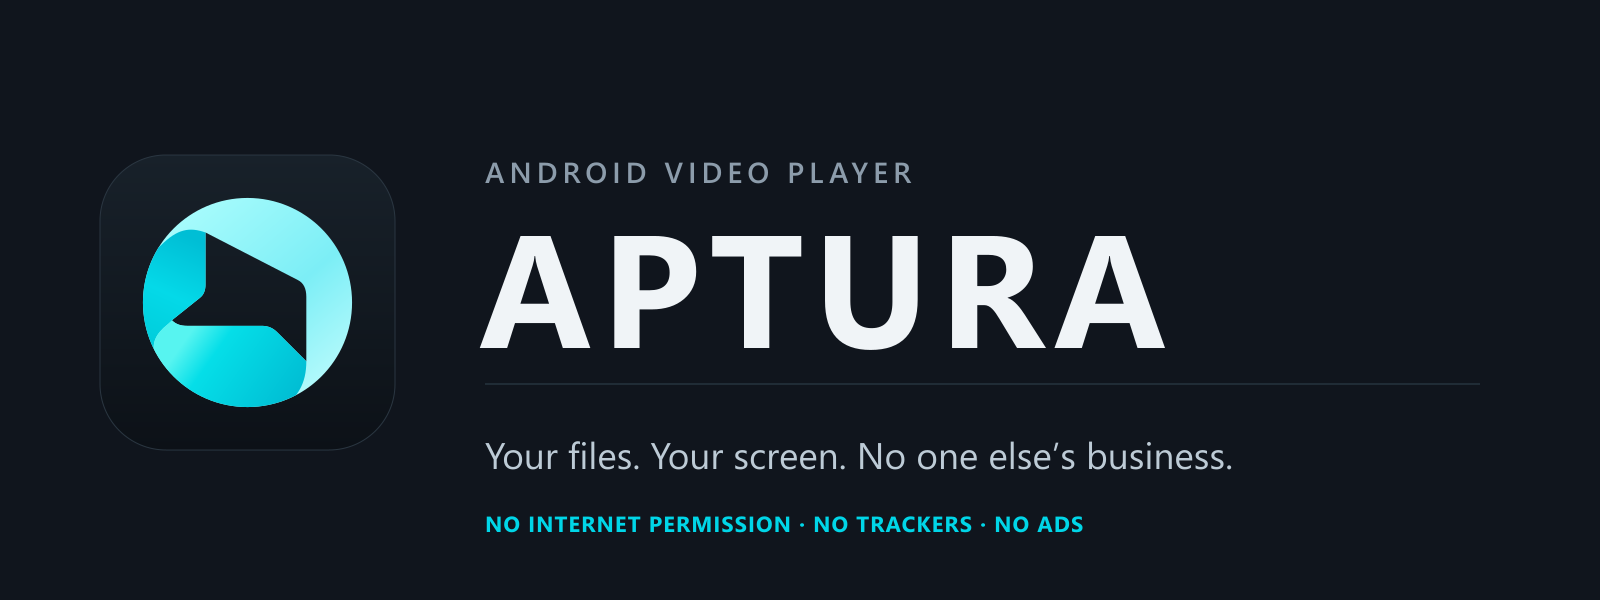 ANDROID VIDEO PLAYER
APTURA
Your files. Your screen. No one else’s business.
NO INTERNET PERMISSION · NO TRACKERS · NO ADS